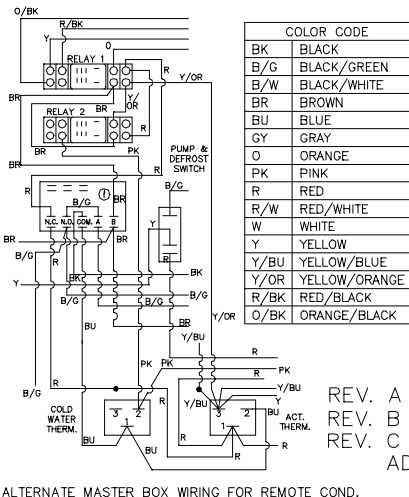 O/BK
R/BK
Y
O
RELAY 1
R
Y/OR
BR
BR
Y/OR
RELAY 2
R
BR
PK
BR
PUMP &
DEFROST
SWITCH
R
B/G
B/G
BR
N.C. N.O. COM. A B
Y
BR
BR
B/G
R
BK
Y
B/G
B/G
B/G
BR
R
BU
Y/BU
Y/OR
R
PK
PK
PK
R
Y/BU
Y
B/G
R
R
Y/BU
BU
COLD
WATER
THERM.
3 2
1
3 2
1
ACT.
THERM.
R
R
R
BU
BU
COLOR CODE
BK BLACK
B/G BLACK/GREEN
B/W BLACK/WHITE
BR BROWN
BU BLUE
GY GRAY
O ORANGE
PK PINK
R RED
R/W RED/WHITE
W WHITE
Y YELLOW
Y/BU YELLOW/BLUE
Y/OR YELLOW/ORANGE
R/BK RED/BLACK
O/BK ORANGE/BLACK
REV. A
REV. B
REV. C
AD
ALTERNATE MASTER BOX WIRING FOR REMOTE COND.